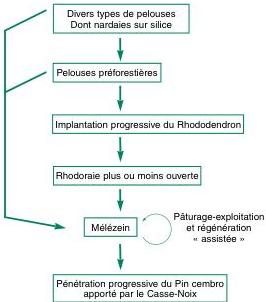 Divers types de pelouses
Dont nardaies sur silice
Pelouses préforestières
Implantation progressive du Rhododendron
Rhodoraie plus ou moins ouverte
Mélézein
Pâturage-exploitation
et régénération
« assistée »
Pénétration progressive du Pin cembro
apporté par le Casse-Noix